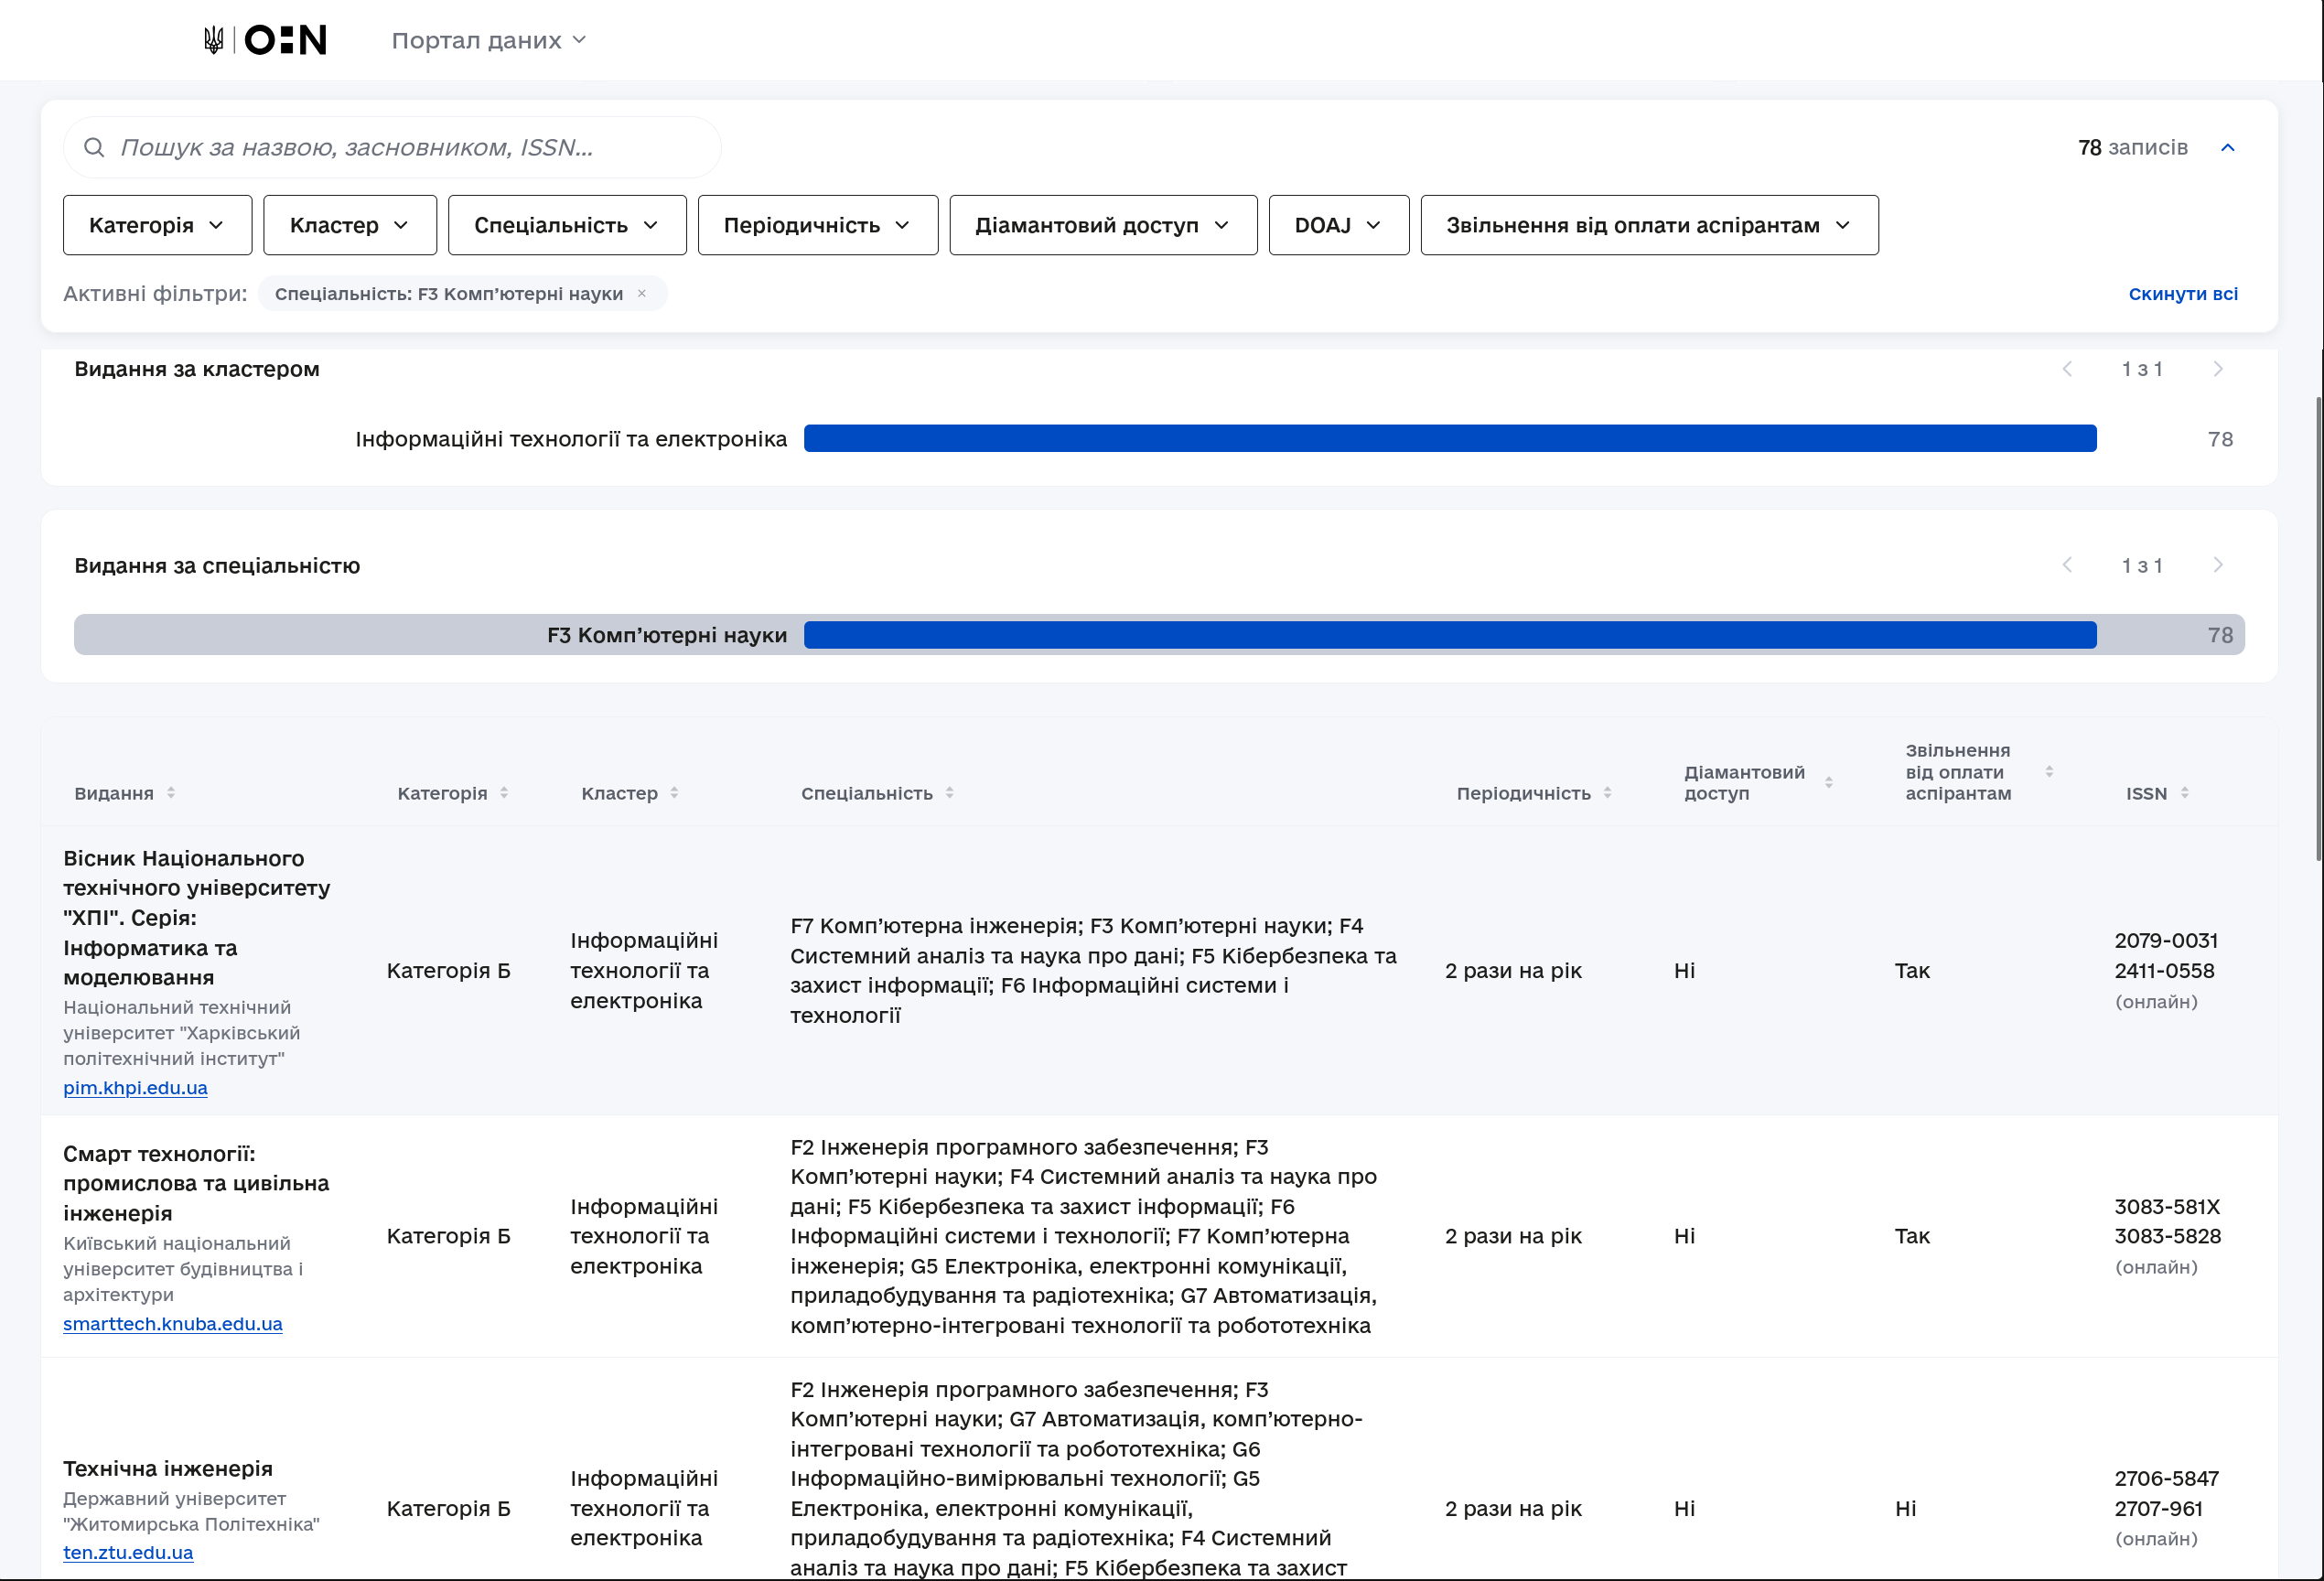 O:N
Портал даних
Пошук за назвою, засновником, ISSN...
78 записів
Категорія
Кластер
Спеціальність
Періодичність
Діамантовий доступ
DOAJ
Звільнення від оплати аспірантам
Активні фільтри:
Спеціальність: F3 Комп’ютерні науки ×
Скинути всі
Видання за кластером
1 з 1
Інформаційні технології та електроніка
78
Видання за спеціальністю
1 з 1
F3 Комп’ютерні науки
78
Видання
Категорія
Кластер
Спеціальність
Періодичність
Діамантовий
доступ
Звільнення
від оплати
аспірантам
ISSN
Вісник Національного
технічного університету
"ХПІ". Серія:
Інформатика та
моделювання
Національний технічний
університет "Харківський
політехнічний інститут"
pim.khpi.edu.ua
Категорія Б
Інформаційні
технології та
електроніка
F7 Комп’ютерна інженерія; F3 Комп’ютерні науки; F4
Системний аналіз та наука про дані; F5 Кібербезпека та
захист інформації; F6 Інформаційні системи і
технології
2 рази на рік
Ні
Так
2079-0031
2411-0558
(онлайн)
Смарт технології:
промислова та цивільна
інженерія
Київський національний
університет будівництва і
архітектури
smarttech.knuba.edu.ua
Категорія Б
Інформаційні
технології та
електроніка
F2 Інженерія програмного забезпечення; F3
Комп’ютерні науки; F4 Системний аналіз та наука про
дані; F5 Кібербезпека та захист інформації; F6
Інформаційні системи і технології; F7 Комп’ютерна
інженерія; G5 Електроніка, електронні комунікації,
приладобудування та радіотехніка; G7 Автоматизація,
комп’ютерно-інтегровані технології та робототехніка
2 рази на рік
Ні
Так
3083-581X
3083-5828
(онлайн)
Технічна інженерія
Державний університет
"Житомирська Політехніка"
ten.ztu.edu.ua
Категорія Б
Інформаційні
технології та
електроніка
F2 Інженерія програмного забезпечення; F3
Комп’ютерні науки; G7 Автоматизація, комп’ютерно-
інтегровані технології та робототехніка; G6
Інформаційно-вимірювальні технології; G5
Електроніка, електронні комунікації,
приладобудування та радіотехніка; F4 Системний
аналіз та наука про дані; F5 Кібербезпека та захист
2 рази на рік
Ні
Ні
2706-5847
2707-961
(онлайн)